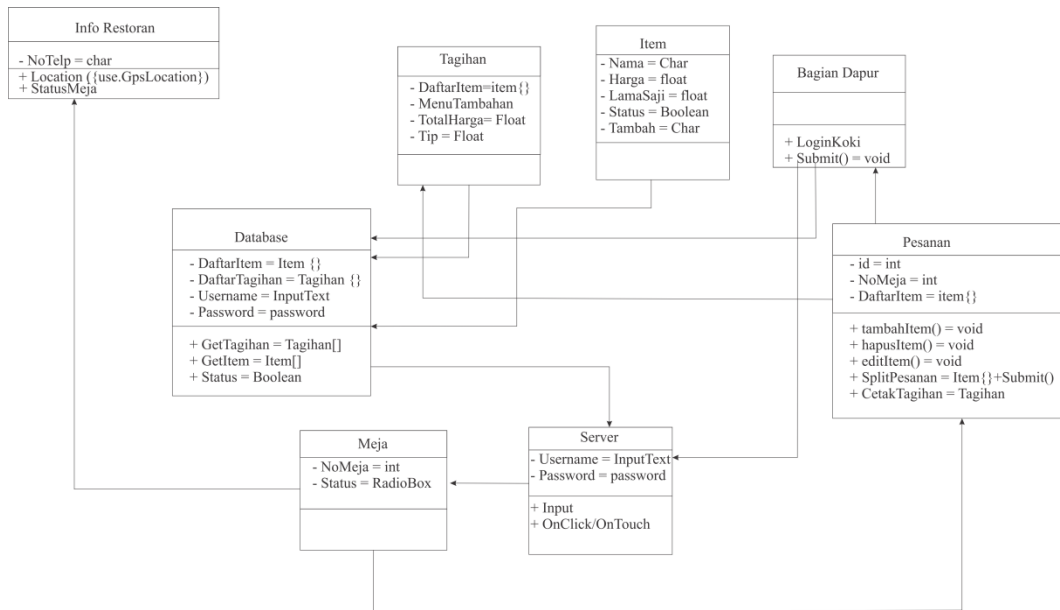 Info Restoran
- NoTelp = char
+ Location ({use.GpsLocation})
+ StatusMeja
Tagihan
- DaftarItem=item{}
- MenuTambahan
- TotalHarga= Float
- Tip = Float
Item
- Nama = Char
- Harga = float
- LamaSaji = float
- Status = Boolean
- Tambah = Char
Bagian Dapur
+ LoginKoki
+ Submit() = void
Database
- DaftarItem = Item {}
- DaftarTagihan = Tagihan {}
- Username = InputText
- Password = password
+ GetTagihan = Tagihan[]
+ GetItem = Item[]
+ Status = Boolean
Pesanan
- id = int
- NoMeja = int
- DaftarItem = item{}
+ tambahItem() = void
+ hapusItem() = void
+ editItem() = void
+ SplitPesanan = Item{}+Submit()
+ CetakTagihan = Tagihan
Meja
- NoMeja = int
- Status = RadioBox
Server
- Username = InputText
- Password = password
+ Input
+ OnClick/OnTouch